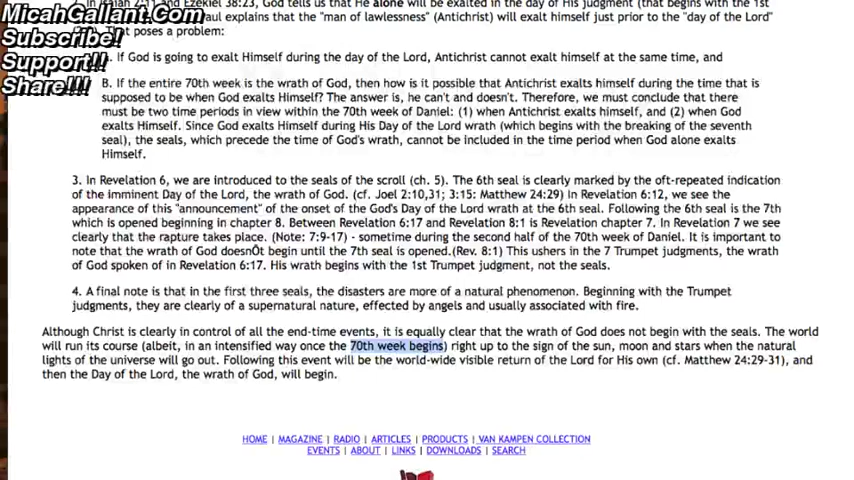 MicahGallant.Com
Subscribe!
Support!!
Share!!!
In Isaiah 2:11 and Ezekiel 38:23, God tells us that He alone will be exalted in the day of His judgment (that begins with the 1st
Paul explains that the "man of lawlessness" (Antichrist) will exalt himself just prior to the "day of the Lord"
That poses a problem:
If God is going to exalt Himself during the day of the Lord, Antichrist cannot exalt himself at the same time, and
B. If the entire 70th week is the wrath of God, then how is it possible that Antichrist exalts himself during the time that is
supposed to be when God exalts Himself? The answer is, he can't and doesn't. Therefore, we must conclude that there
must be two time periods in view within the 70th week of Daniel: (1) when Antichrist exalts himself, and (2) when God
exalts Himself. Since God exalts Himself during His Day of the Lord wrath (which begins with the breaking of the seventh
seal), the seals, which precede the time of God's wrath, cannot be included in the time period when God alone exalts
Himself.
3. In Revelation 6, we are introduced to the seals of the scroll (ch. 5). The 6th seal is clearly marked by the oft-repeated indication
of the imminent Day of the Lord, the wrath of God. (cf. Joel 2:10,31; 3:15: Matthew 24:29) In Revelation 6:12, we see the
appearance of this "announcement" of the onset of the God's Day of the Lord wrath at the 6th seal. Following the 6th seal is the 7th
which is opened beginning in chapter 8. Between Revelation 6:17 and Revelation 8:1 is Revelation chapter 7. In Revelation 7 we see
clearly that the rapture takes place. (Note: 7:9-17) - sometime during the second half of the 70th week of Daniel. It is important to
note that the wrath of God doesnÕt begin until the 7th seal is opened.(Rev. 8:1) This ushers in the 7 Trumpet judgments, the wrath
of God spoken of in Revelation 6:17. His wrath begins with the 1st Trumpet judgment, not the seals.
4. A final note is that in the first three seals, the disasters are more of a natural phenomenon. Beginning with the Trumpet
judgments, they are clearly of a supernatural nature, effected by angels and usually associated with fire.
Although Christ is clearly in control of all the end-time events, it is equally clear that the wrath of God does not begin with the seals. The world
will run its course (albeit, in an intensified way once the 70th week begins) right up to the sign of the sun, moon and stars when the natural
lights of the universe will go out. Following this event will be the world-wide visible return of the Lord for His own (cf. Matthew 24:29-31), and
then the Day of the Lord, the wrath of God, will begin.
HOME | MAGAZINE | RADIO | ARTICLES | PRODUCTS | VAN KAMPEN COLLECTION
EVENTS | ABOUT | LINKS | DOWNLOADS | SEARCH